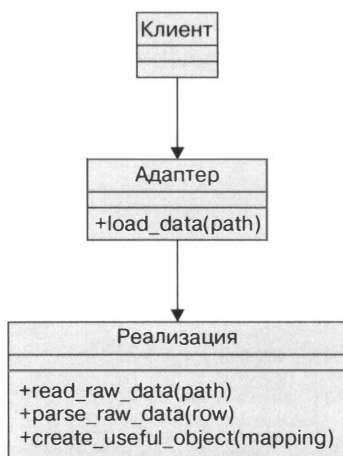 Клиент
Адаптер
+load_data(path)
Реализация
+read_raw_data(path)
+parse_raw_data(row)
+create_useful_object(mapping)